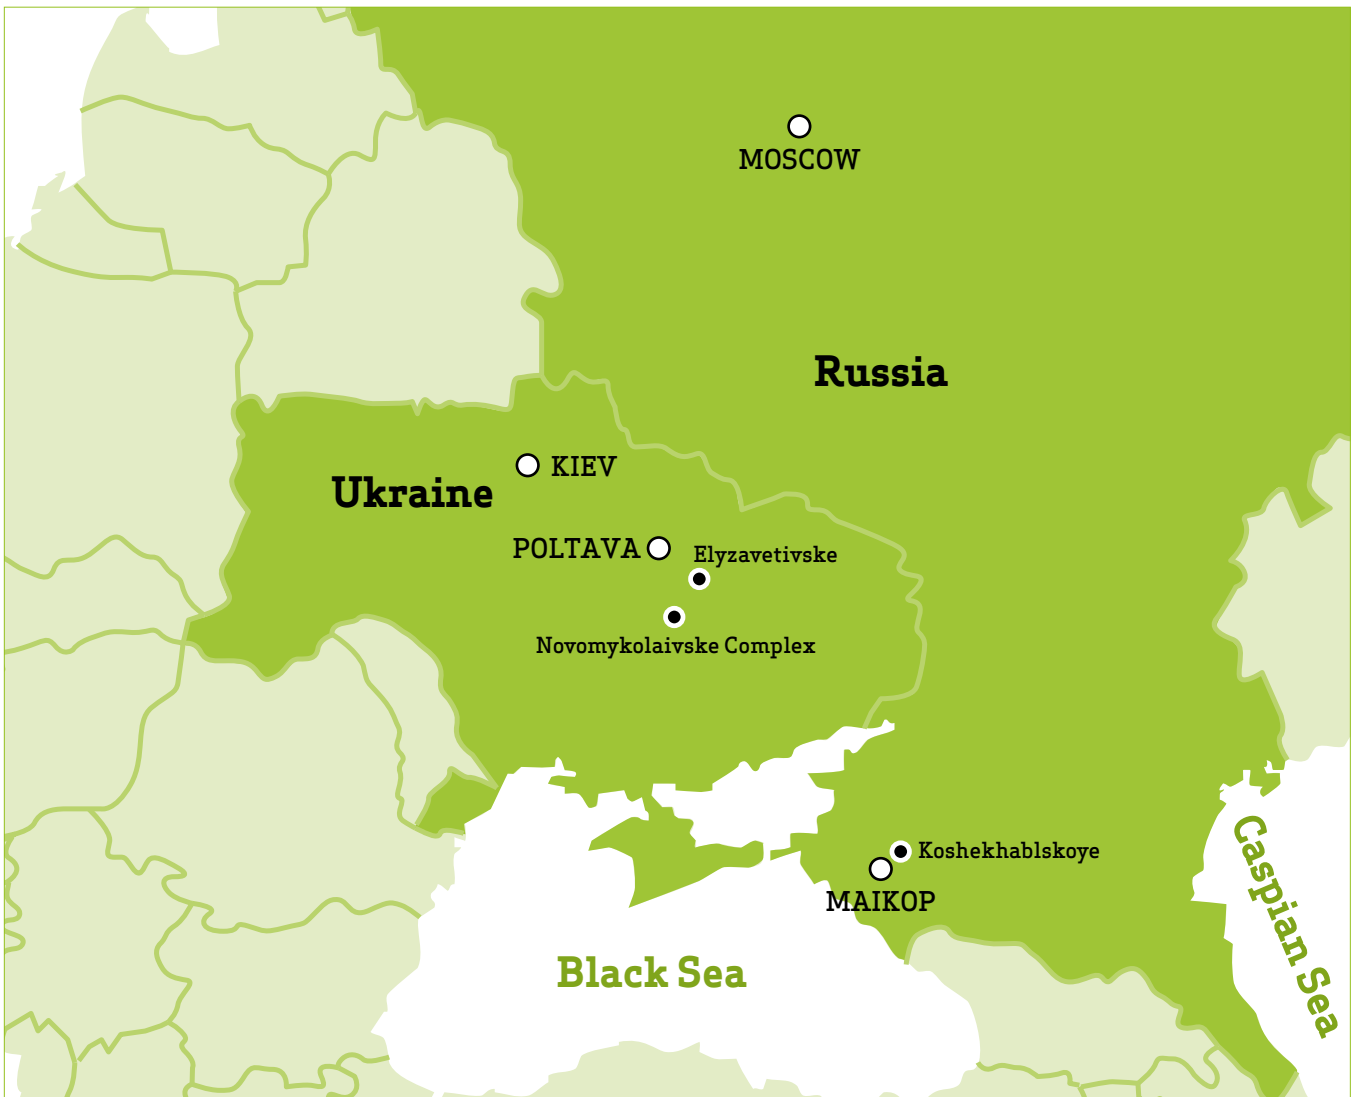 MOSCOW
Russia
KIEV
Ukraine
POLTAVA
Elyzavetivske
Novomykolaivske Complex
Koshekhablskoye
MAIKOP
Caspian Sea
Black Sea